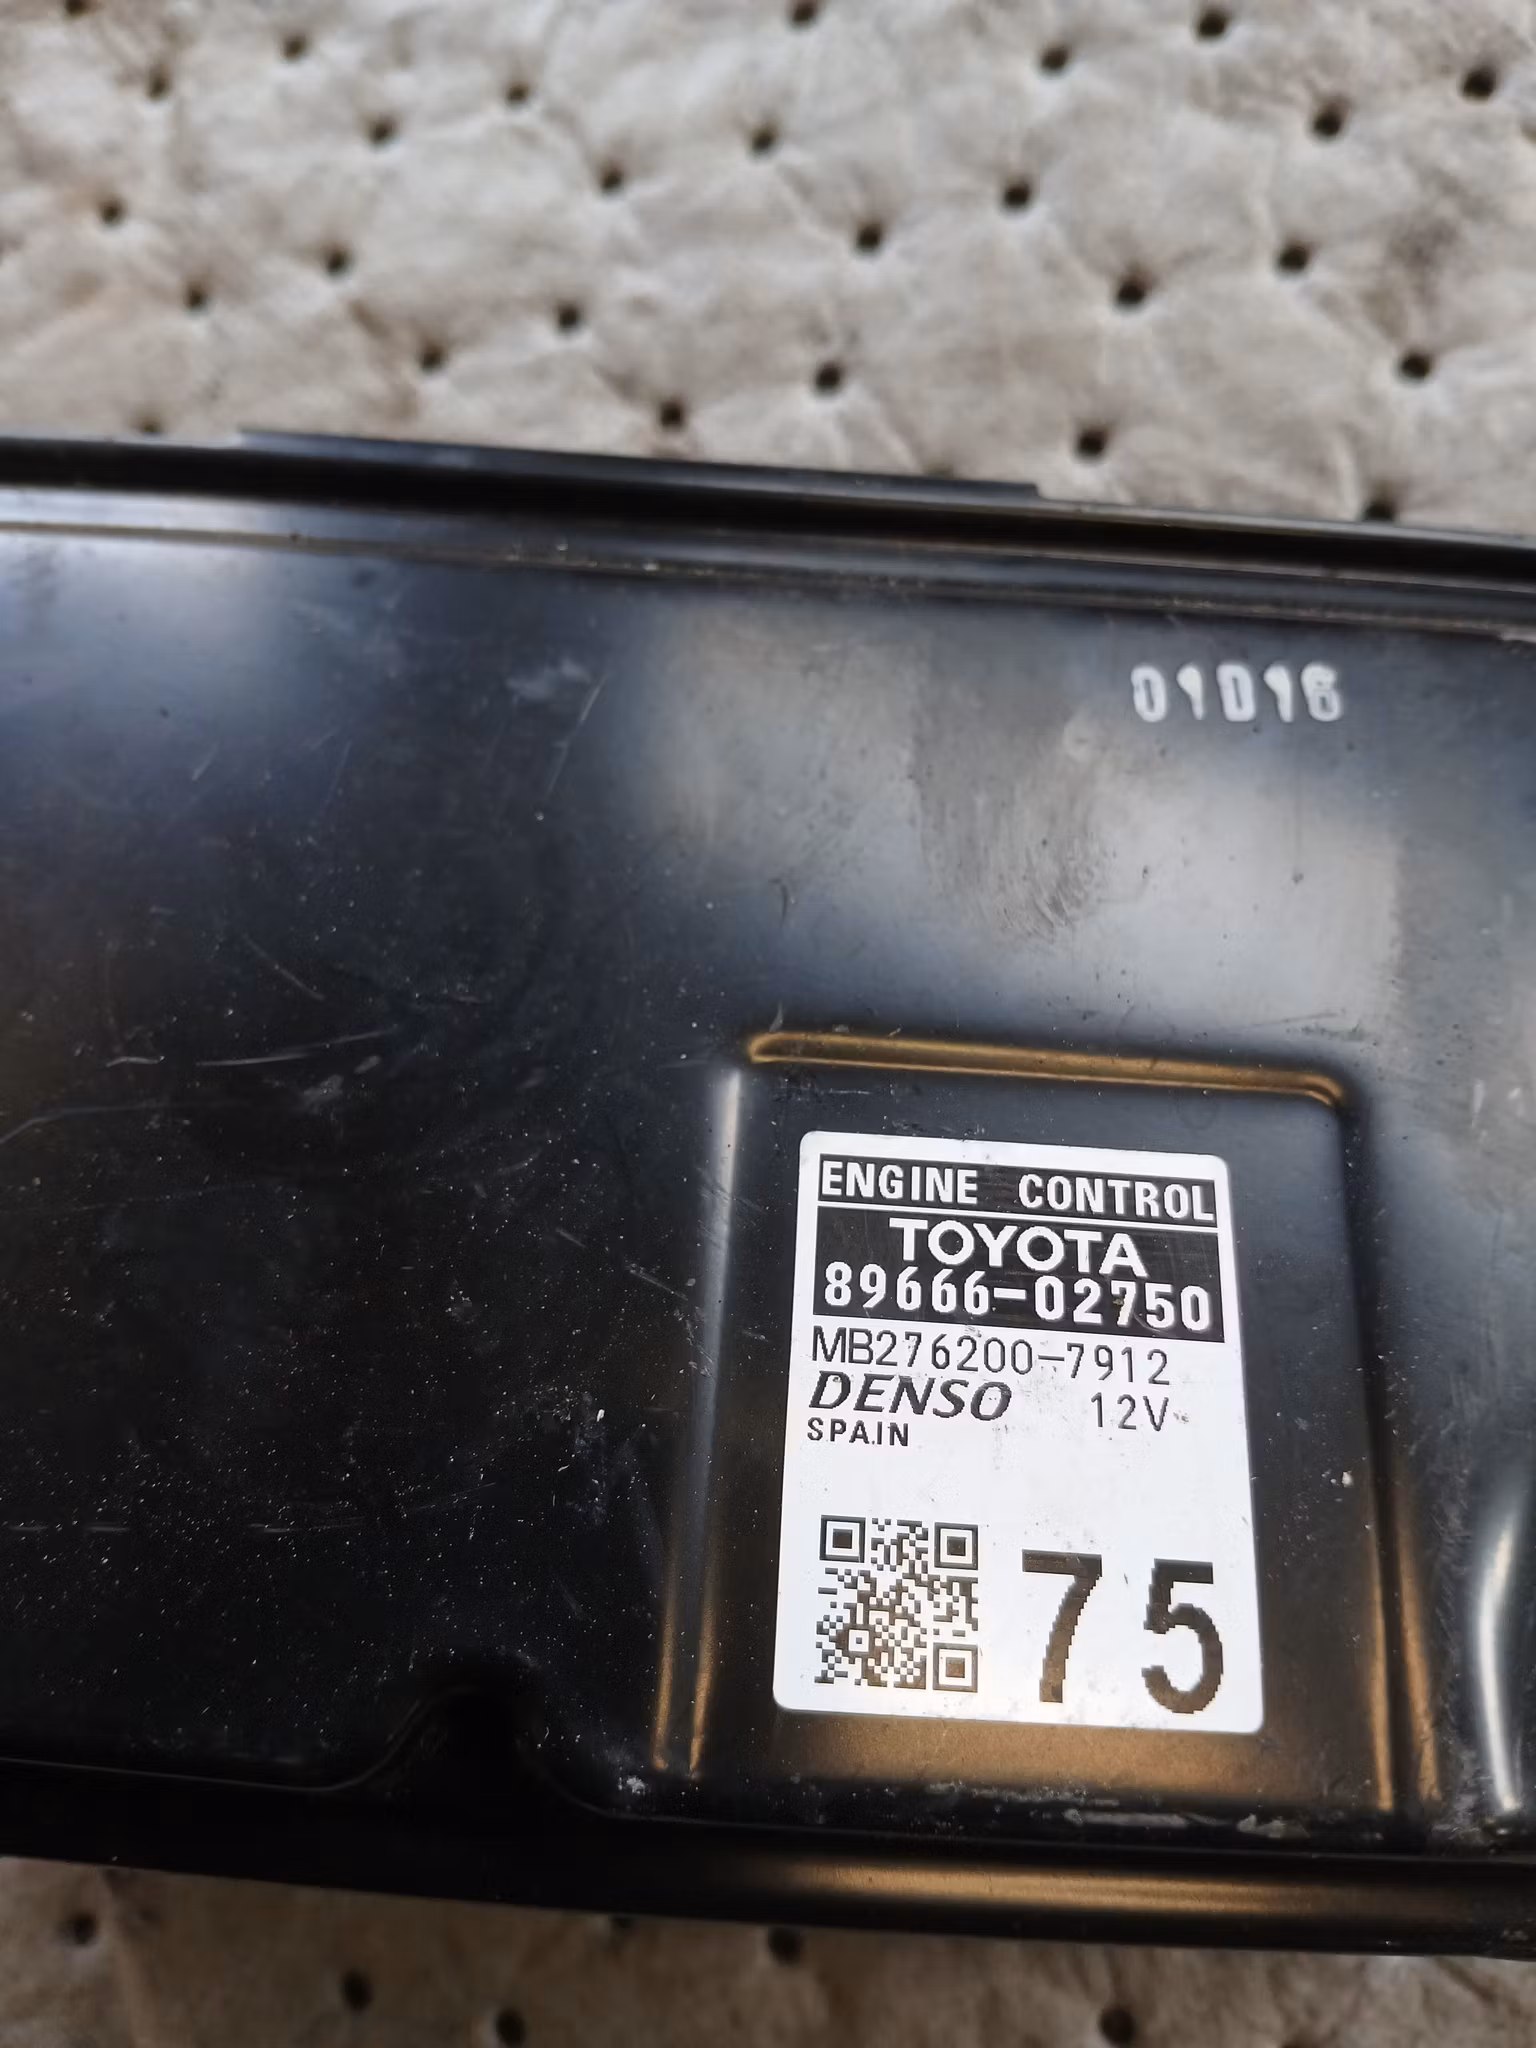 01D16
ENGINE CONTROL
TOYOTA
89666-02750
MB276200-7912
DENSO 12V
SPAIN
75